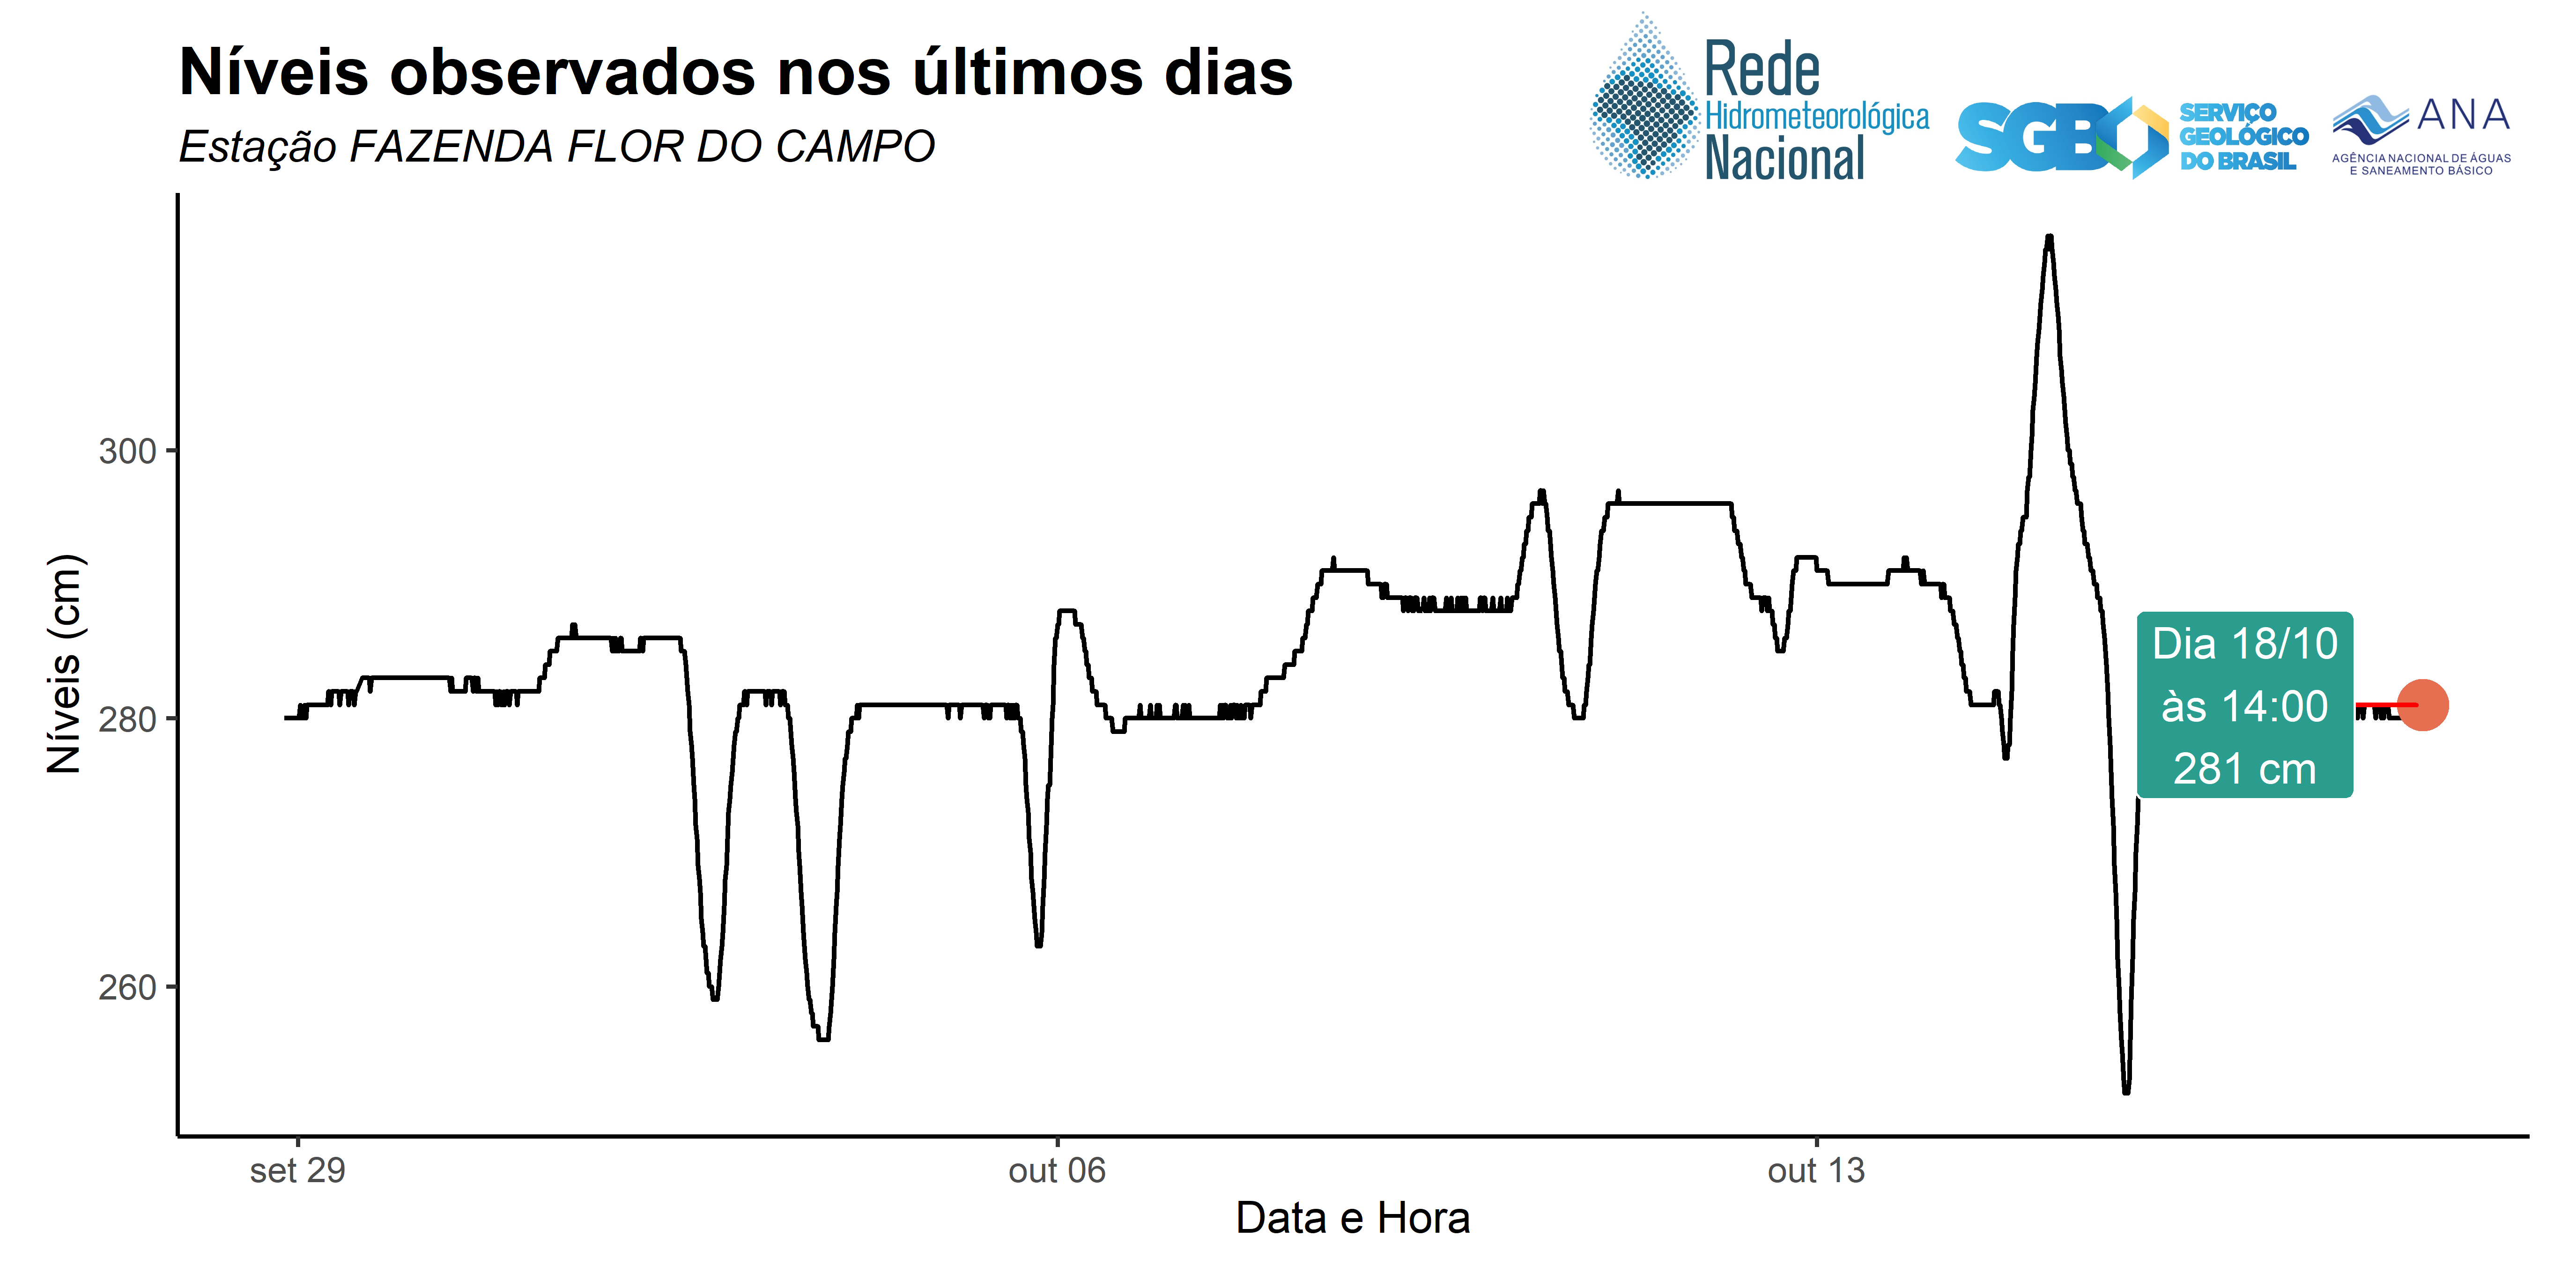 Níveis observados nos últimos dias
Estação FAZENDA FLOR DO CAMPO
Rede
Hidrometeorológica
Nacional
SGB
SERVIÇO
GEOLÓGICO
DO BRASIL
ANA
AGÊNCIA NACIONAL DE ÁGUAS
E SANEAMENTO BÁSICO
Níveis (cm)
300
280
260
Dia 18/10
às 14:00
281 cm
set 29
out 06
out 13
Data e Hora